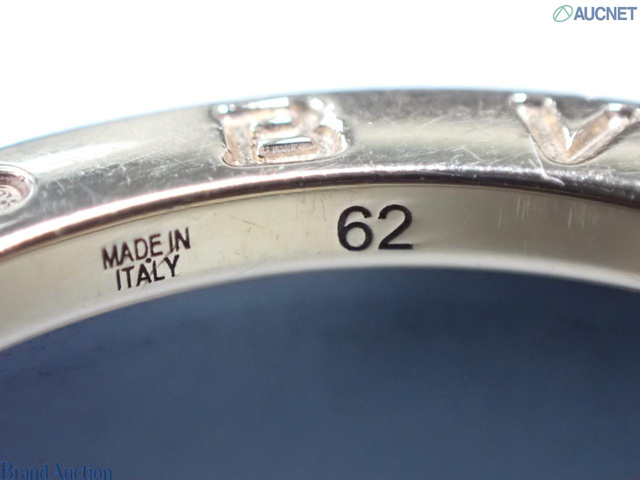 AUCNET
B V
MADE IN
ITALY
62
Brand Auction